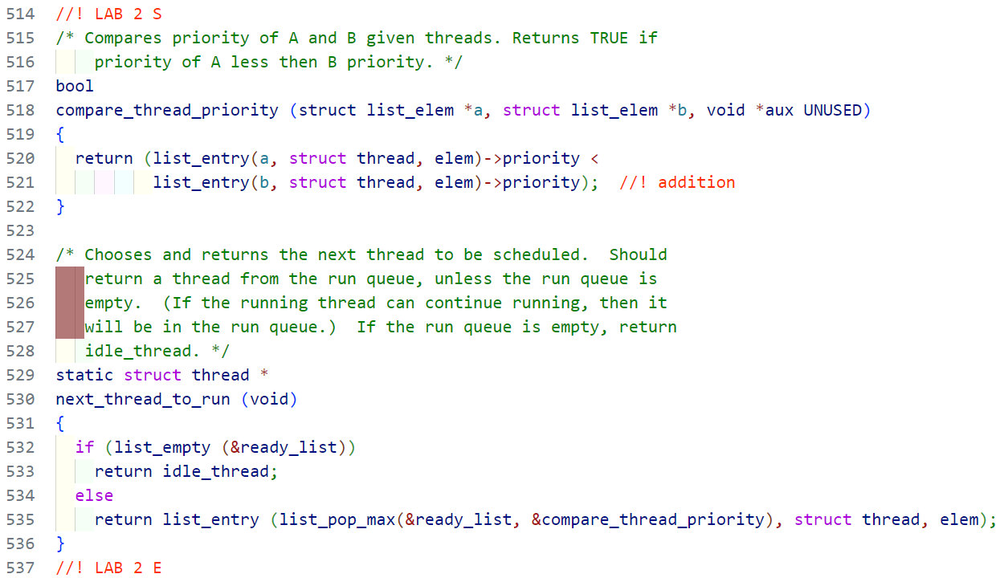 514 //! LAB 2 S
515 /* Compares priority of A and B given threads. Returns TRUE if
516     priority of A less then B priority. */
517 bool
518 compare_thread_priority (struct list_elem *a, struct list_elem *b, void *aux UNUSED)
519 {
520   return (list_entry(a, struct thread, elem)->priority <
521           list_entry(b, struct thread, elem)->priority);  //! addition
522 }
523
524 /* Chooses and returns the next thread to be scheduled.  Should
525    return a thread from the run queue, unless the run queue is
526    empty.  (If the running thread can continue running, then it
527    will be in the run queue.)  If the run queue is empty, return
528    idle_thread. */
529 static struct thread *
530 next_thread_to_run (void)
531 {
532   if (list_empty (&ready_list))
533     return idle_thread;
534   else
535     return list_entry (list_pop_max(&ready_list, &compare_thread_priority), struct thread, elem);
536 }
537 //! LAB 2 E